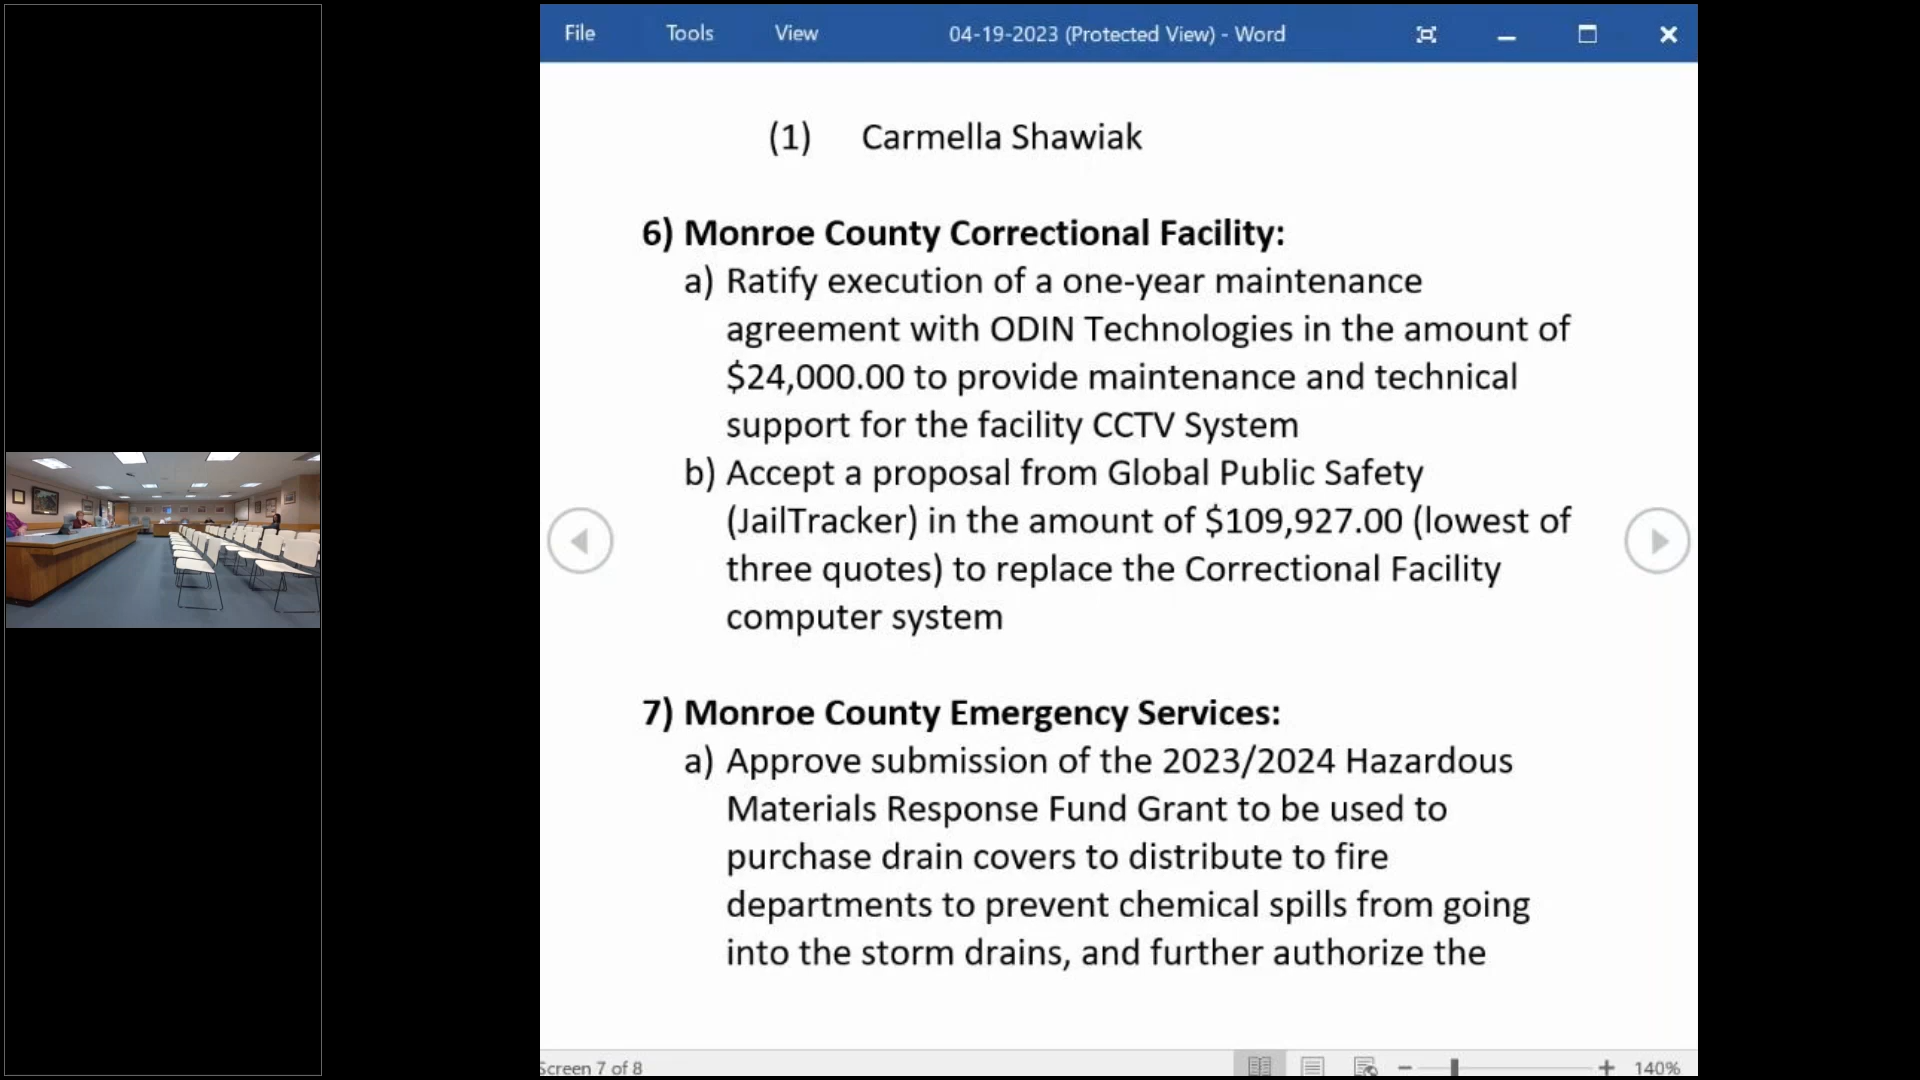 File Tools View 04-19-2023 (Protected View) - Word
(1) Carmella Shawiak
6) Monroe County Correctional Facility:
a) Ratify execution of a one-year maintenance
agreement with ODIN Technologies in the amount of
$24,000.00 to provide maintenance and technical
support for the facility CCTV System
b) Accept a proposal from Global Public Safety
(JailTracker) in the amount of $109,927.00 (lowest of
three quotes) to replace the Correctional Facility
computer system
7) Monroe County Emergency Services:
a) Approve submission of the 2023/2024 Hazardous
Materials Response Fund Grant to be used to
purchase drain covers to distribute to fire
departments to prevent chemical spills from going
into the storm drains, and further authorize the
Screen 7 of 8 140%